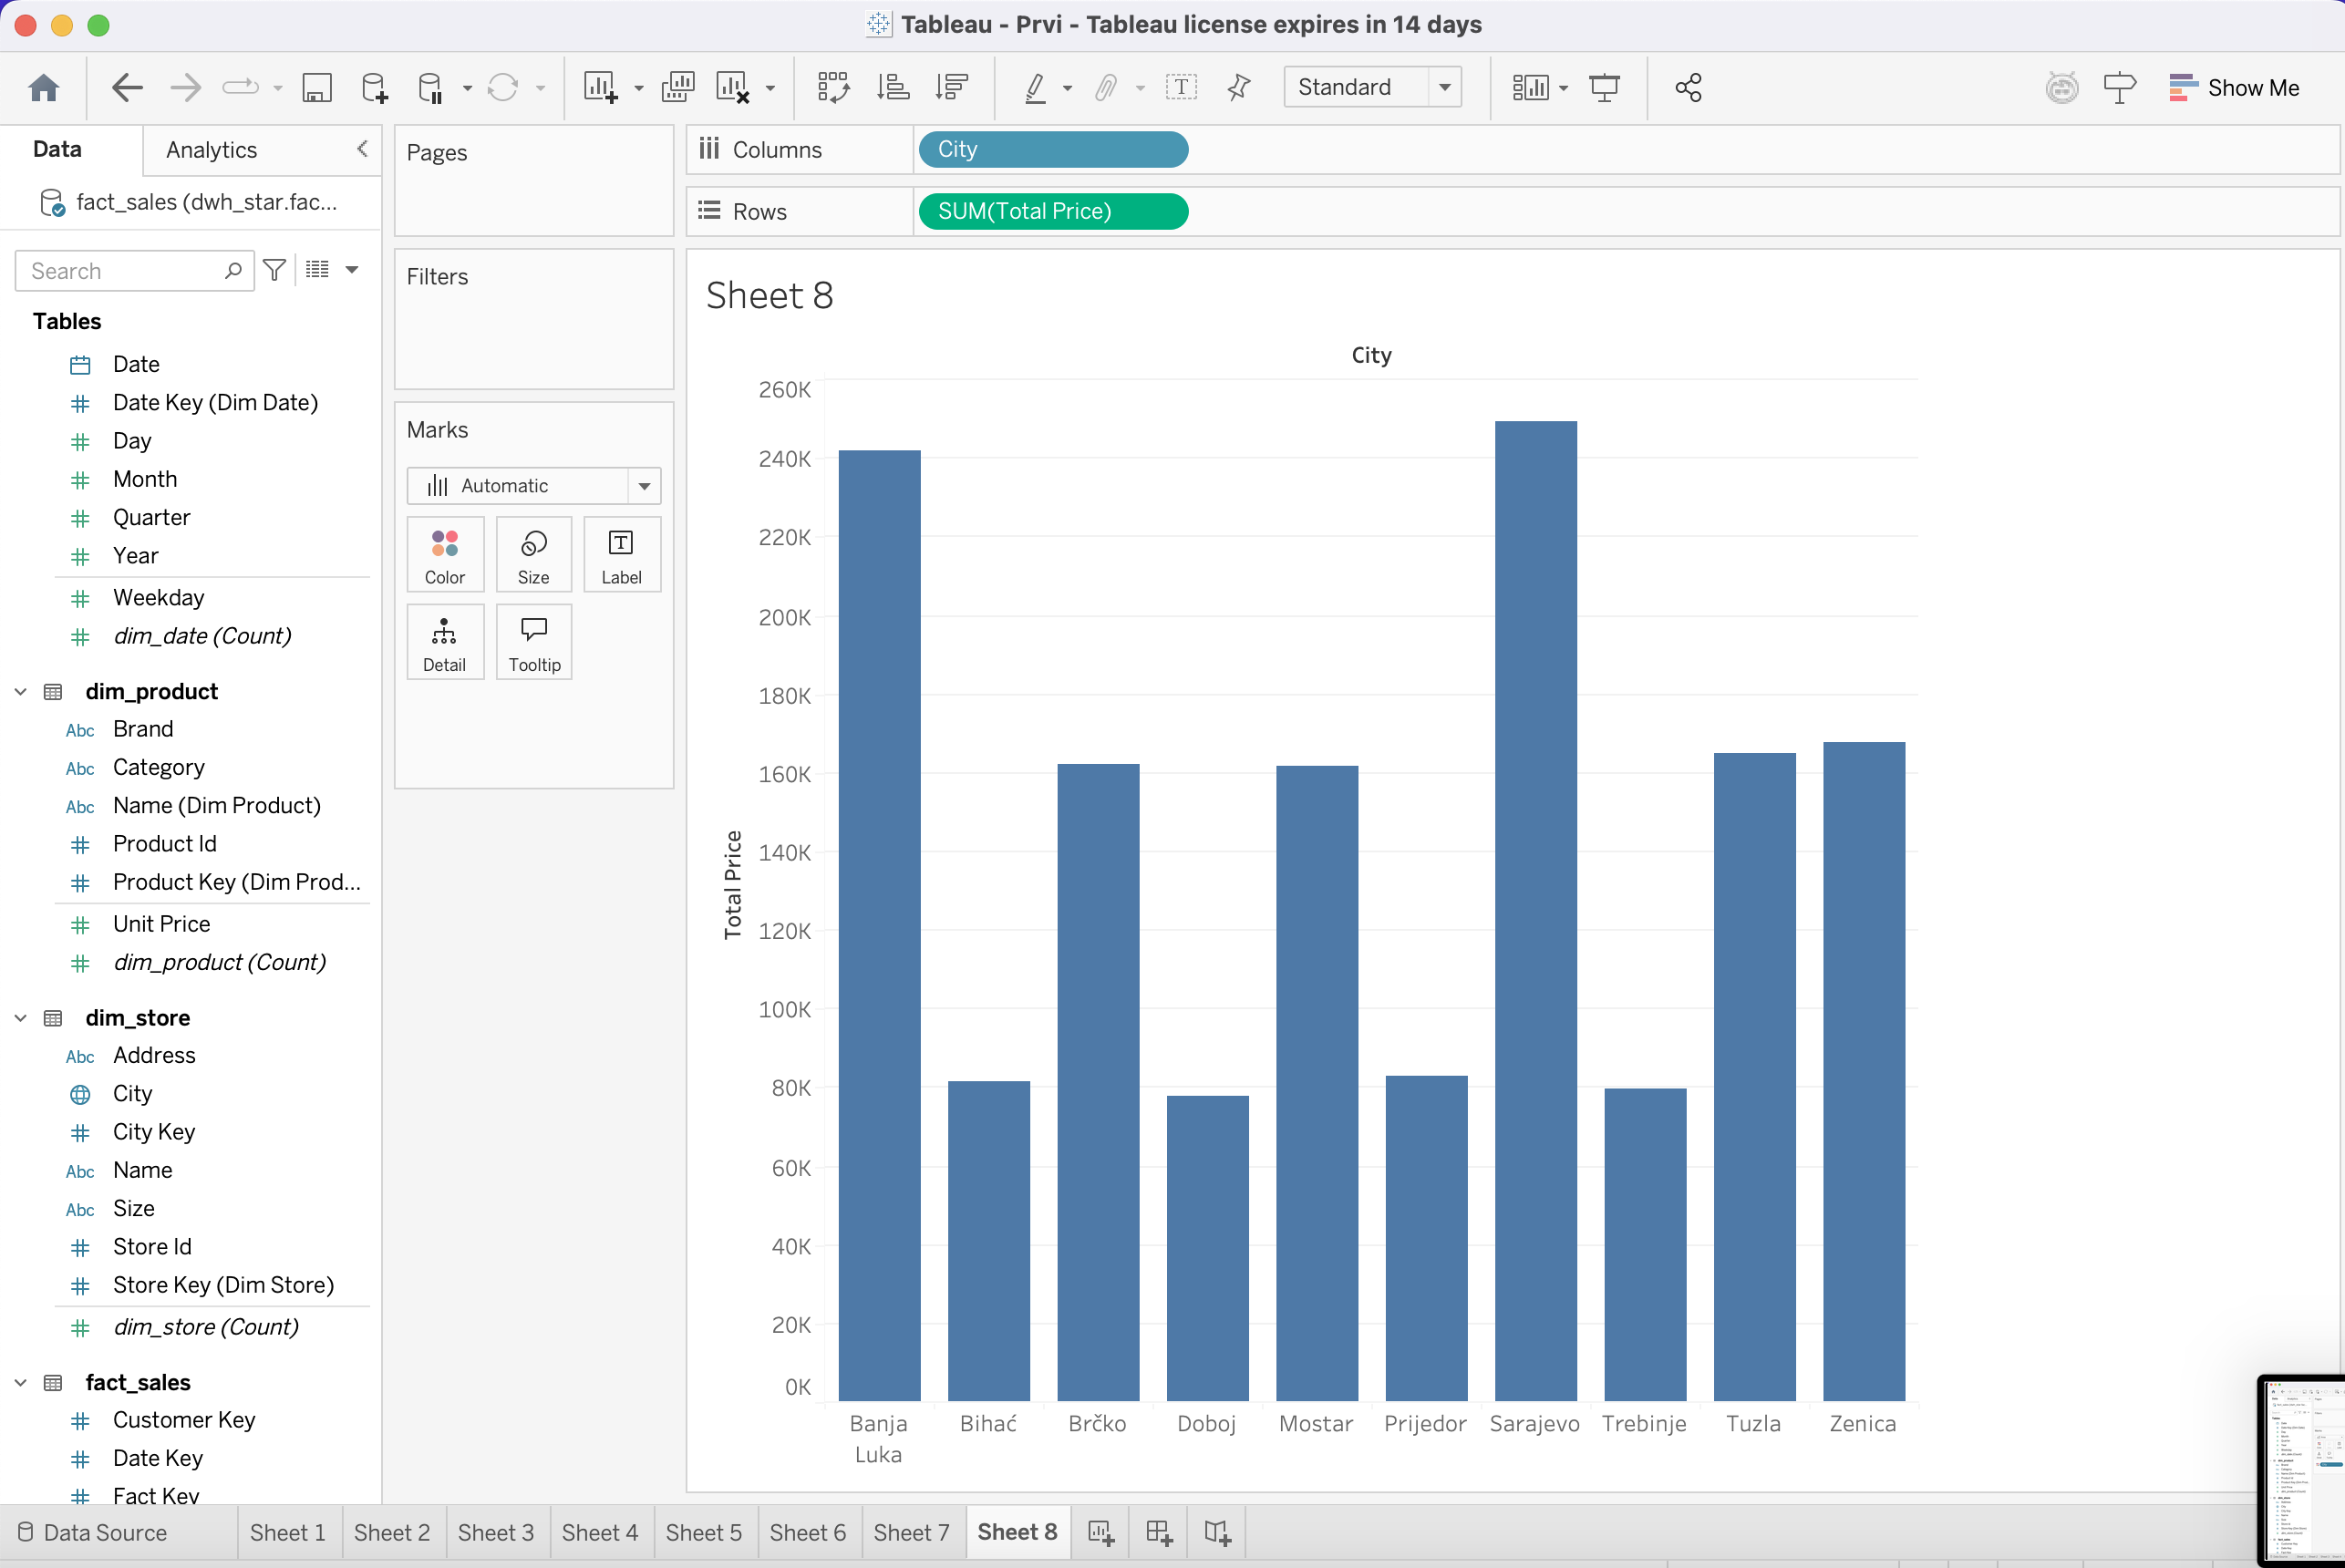 Tableau - Prvi - Tableau license expires in 14 days
Standard
Show Me
Data
Analytics
fact_sales (dwh_star.fac...
Search
Tables
Date
Date Key (Dim Date)
Day
Month
Quarter
Year
Weekday
dim_date (Count)
dim_product
Abc Brand
Abc Category
Abc Name (Dim Product)
Product Id
Product Key (Dim Prod...
Unit Price
dim_product (Count)
dim_store
Abc Address
City
City Key
Abc Name
Abc Size
Store Id
Store Key (Dim Store)
dim_store (Count)
fact_sales
Customer Key
Date Key
Fact Key
Pages
Filters
Marks
Automatic
Color
Size
Label
Detail
Tooltip
Columns
City
Rows
SUM(Total Price)
Sheet 8
City
260K
240K
220K
200K
180K
160K
140K
120K
100K
80K
60K
40K
20K
0K
Total Price
Banja
Luka
Bihać
Brčko
Doboj
Mostar
Prijedor
Sarajevo
Trebinje
Tuzla
Zenica
Data Source
Sheet 1
Sheet 2
Sheet 3
Sheet 4
Sheet 5
Sheet 6
Sheet 7
Sheet 8